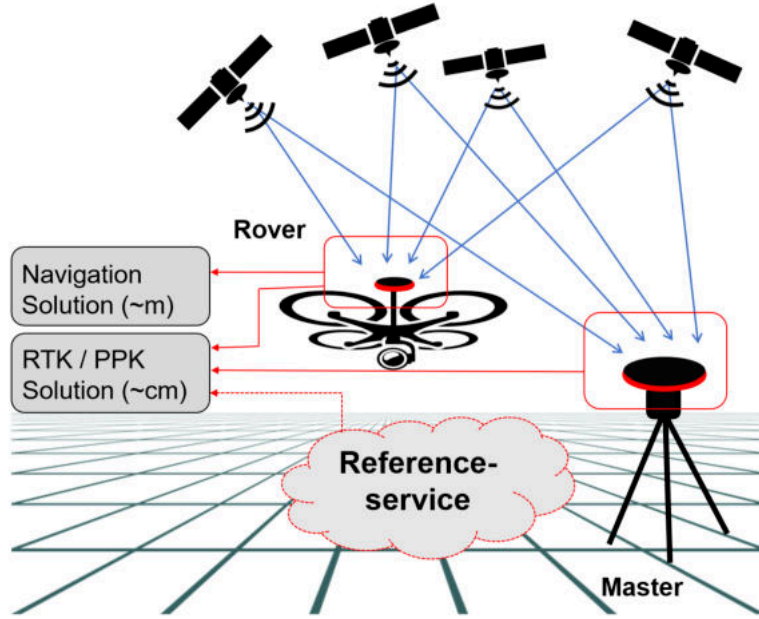 Rover
Navigation
Solution (~m)
RTK / PPK
Solution (~cm)
Reference-
service
Master